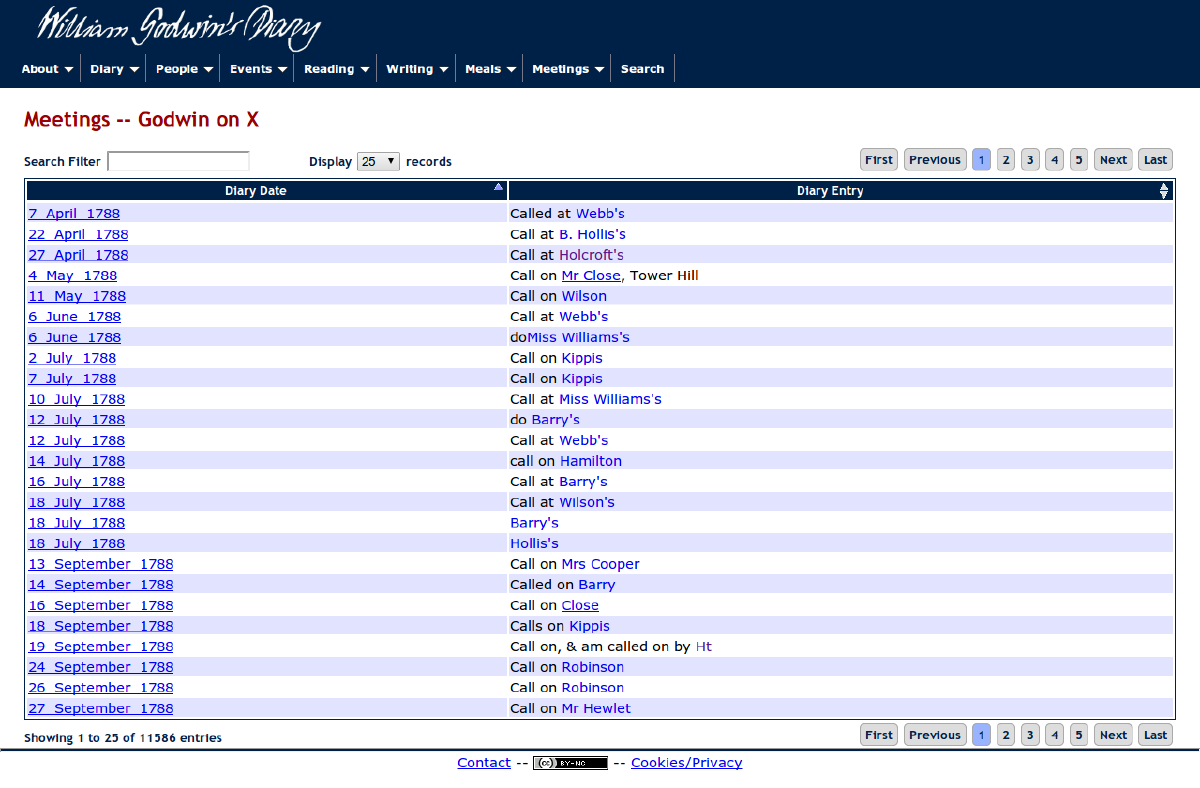 William Godwin's Diary
About Diary People Events Reading Writing Meals Meetings Search
Meetings -- Godwin on X
Search Filter Display 25 records First Previous 1 2 3 4 5 Next Last
Diary Date Diary Entry
7 April 1788 Called at Webb's
22 April 1788 Call at B. Hollis's
27 April 1788 Call at Holcroft's
4 May 1788 Call on Mr Close, Tower Hill
11 May 1788 Call on Wilson
6 June 1788 Call at Webb's
6 June 1788 doMiss Williams's
2 July 1788 Call on Kippis
7 July 1788 Call on Kippis
10 July 1788 Call at Miss Williams's
12 July 1788 do Barry's
12 July 1788 Call at Webb's
14 July 1788 call on Hamilton
16 July 1788 Call at Barry's
18 July 1788 Call at Wilson's
18 July 1788 Barry's
18 July 1788 Hollis's
13 September 1788 Call on Mrs Cooper
14 September 1788 Called on Barry
16 September 1788 Call on Close
18 September 1788 Calls on Kippis
19 September 1788 Call on, & am called on by Ht
24 September 1788 Call on Robinson
26 September 1788 Call on Robinson
27 September 1788 Call on Mr Hewlet
Showing 1 to 25 of 11586 entries First Previous 1 2 3 4 5 Next Last
Contact -- (cc) BY-NC -- Cookies/Privacy